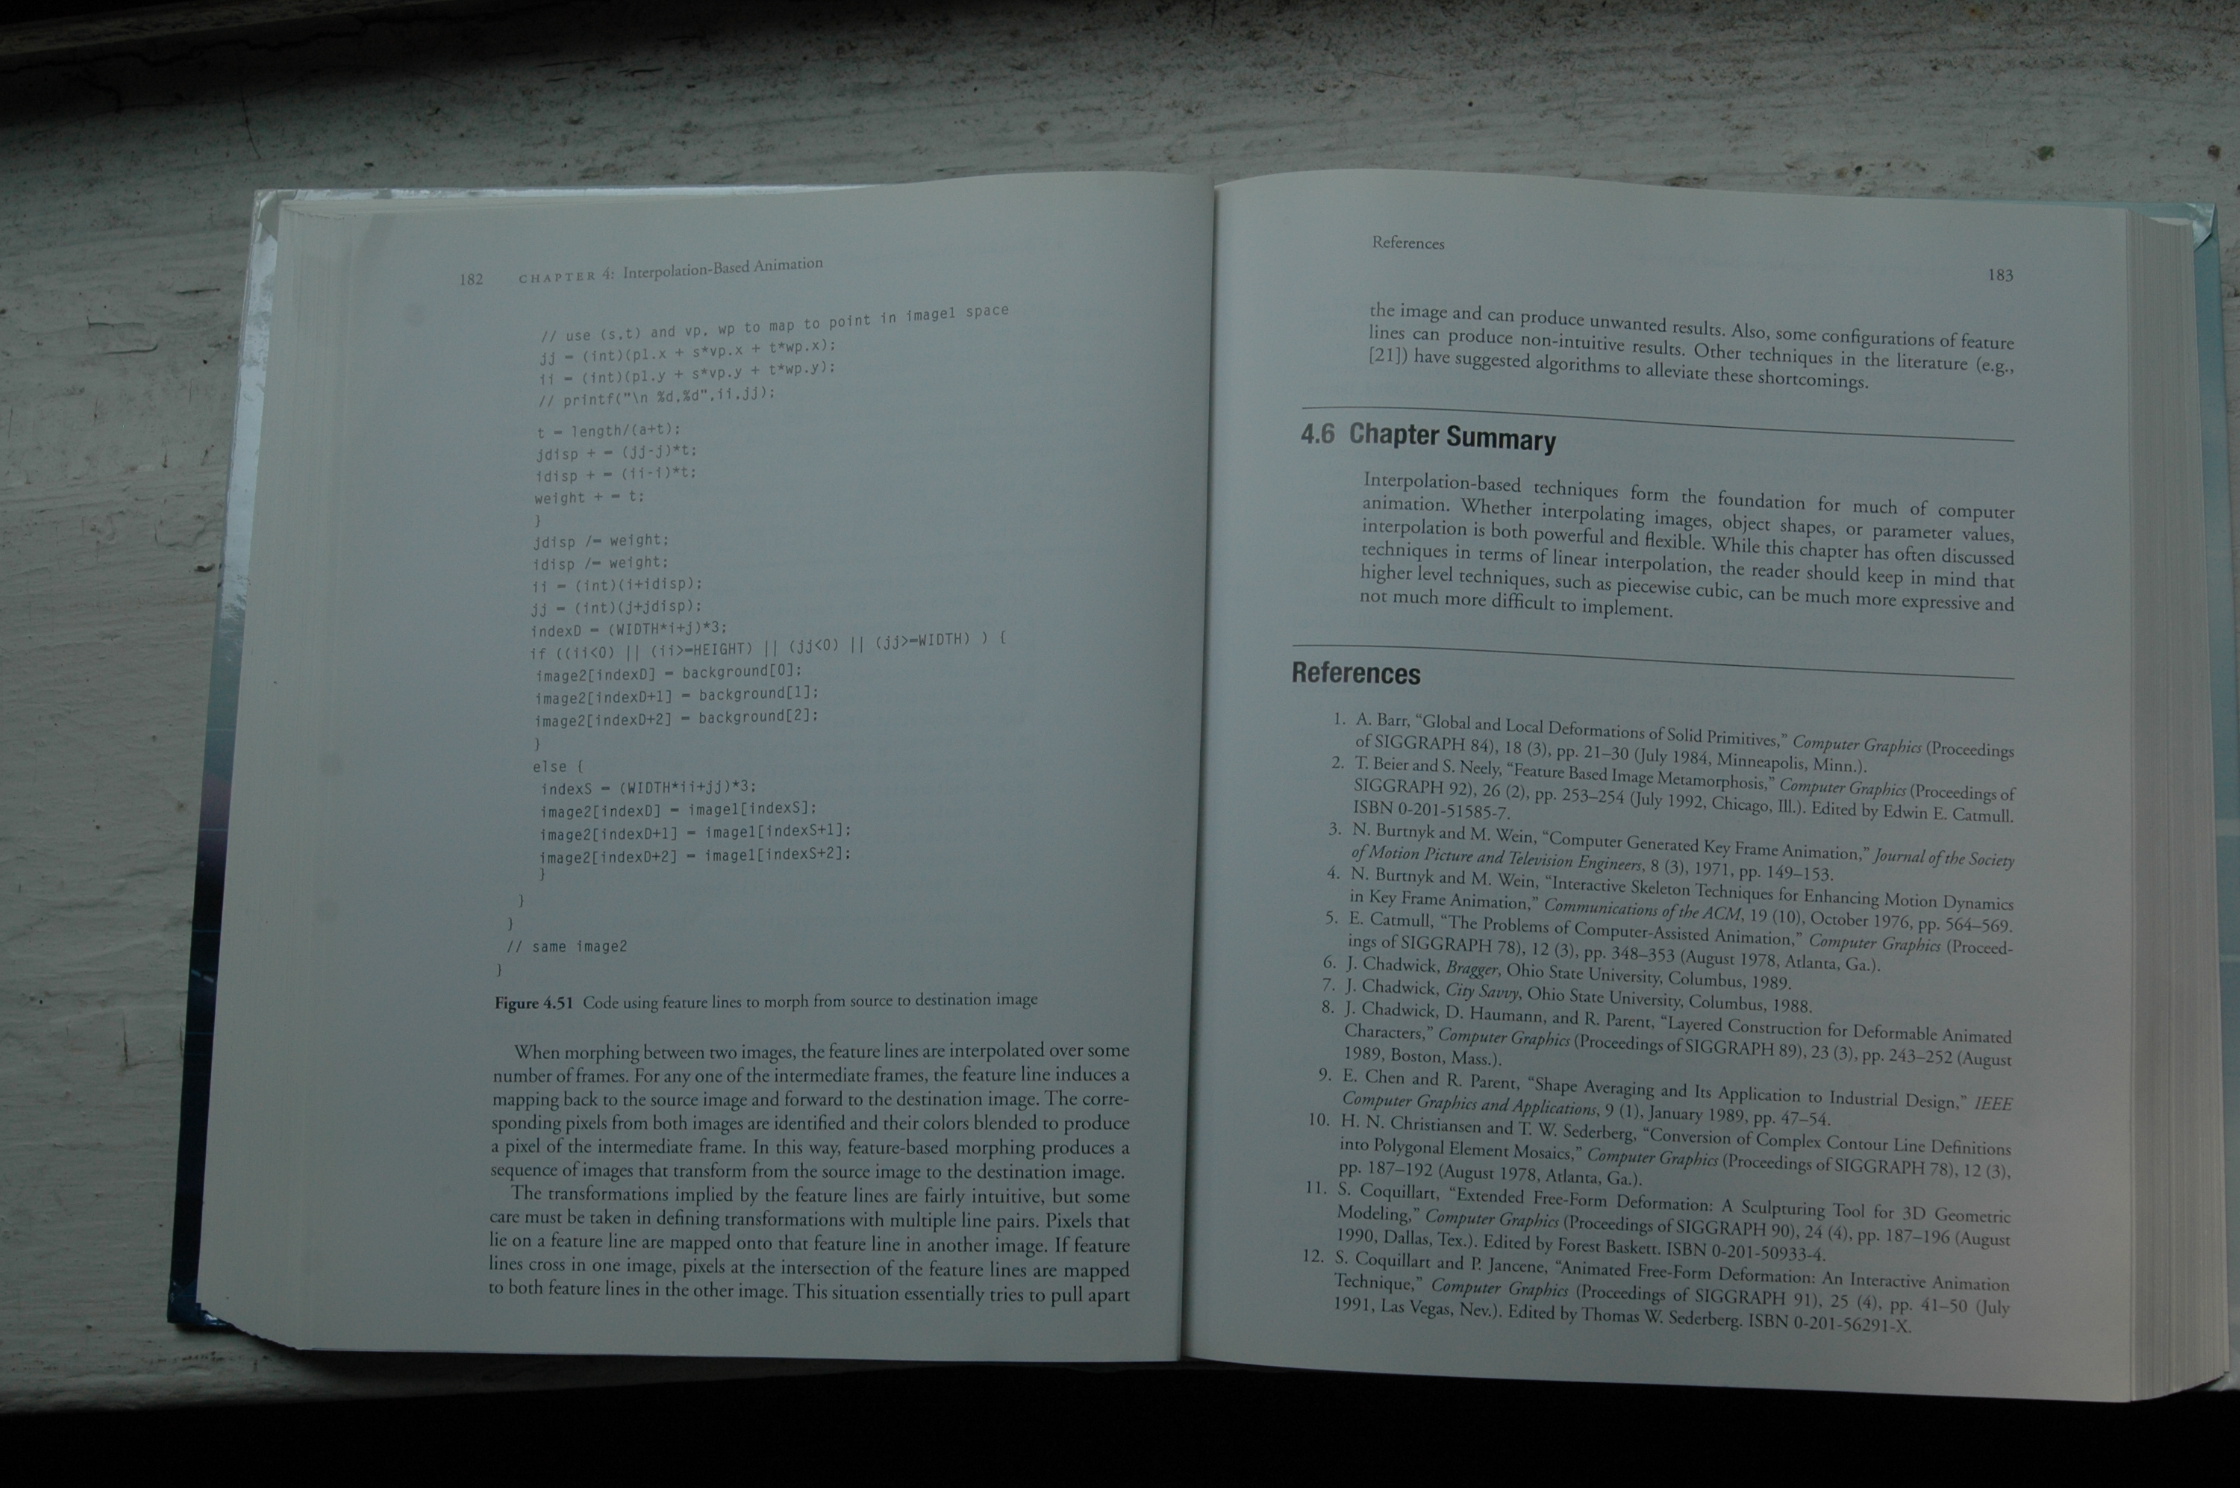 182 CHAPTER 4: Interpolation-Based Animation
// use (s,t) and vp, wp to map to point in image1 space
jj = (int)(p1.x + s*vp.x + t*wp.x);
ii = (int)(p1.y + s*vp.y + t*wp.y);
// printf("\n %d,%d",ii,jj);
t = length/(a+t);
jdisp + = (jj-j)*t;
idisp + = (ii-i)*t;
weight + = t;
}
jdisp /= weight;
idisp /= weight;
ii = (int)(i+idisp);
jj = (int)(j+jdisp);
indexD = (WIDTH*i+j)*3;
if ((ii<0) || (ii>=HEIGHT) || (jj<0) || (jj>=WIDTH) ) {
image2[indexD] = background[0];
image2[indexD+1] = background[1];
image2[indexD+2] = background[2];
}
else {
indexS = (WIDTH*ii+jj)*3;
image2[indexD] = image1[indexS];
image2[indexD+1] = image1[indexS+1];
image2[indexD+2] = image1[indexS+2];
}
}
}
// same image2
}
Figure 4.51 Code using feature lines to morph from source to destination image
When morphing between two images, the feature lines are interpolated over some
number of frames. For any one of the intermediate frames, the feature line induces a
mapping back to the source image and forward to the destination image. The corre-
sponding pixels from both images are identified and their colors blended to produce
a pixel of the intermediate frame. In this way, feature-based morphing produces a
sequence of images that transform from the source image to the destination image.
The transformations implied by the feature lines are fairly intuitive, but some
care must be taken in defining transformations with multiple line pairs. Pixels that
lie on a feature line are mapped onto that feature line in another image. If feature
lines cross in one image, pixels at the intersection of the feature lines are mapped
to both feature lines in the other image. This situation essentially tries to pull apart
References
183
the image and can produce unwanted results. Also, some configurations of feature
lines can produce non-intuitive results. Other techniques in the literature (e.g.,
[21]) have suggested algorithms to alleviate these shortcomings.
4.6 Chapter Summary
Interpolation-based techniques form the foundation for much of computer
animation. Whether interpolating images, object shapes, or parameter values,
interpolation is both powerful and flexible. While this chapter has often discussed
techniques in terms of linear interpolation, the reader should keep in mind that
higher level techniques, such as piecewise cubic, can be much more expressive and
not much more difficult to implement.
References
1. A. Barr, “Global and Local Deformations of Solid Primitives,” Computer Graphics (Proceedings
of SIGGRAPH 84), 18 (3), pp. 21–30 (July 1984, Minneapolis, Minn.).
2. T. Beier and S. Neely, “Feature Based Image Metamorphosis,” Computer Graphics (Proceedings of
SIGGRAPH 92), 26 (2), pp. 253–254 (July 1992, Chicago, Ill.). Edited by Edwin E. Catmull.
ISBN 0-201-51585-7.
3. N. Burtnyk and M. Wein, “Computer Generated Key Frame Animation,” Journal of the Society
of Motion Picture and Television Engineers, 8 (3), 1971, pp. 149–153.
4. N. Burtnyk and M. Wein, “Interactive Skeleton Techniques for Enhancing Motion Dynamics
in Key Frame Animation,” Communications of the ACM, 19 (10), October 1976, pp. 564–569.
5. E. Catmull, “The Problems of Computer-Assisted Animation,” Computer Graphics (Proceed-
ings of SIGGRAPH 78), 12 (3), pp. 348–353 (August 1978, Atlanta, Ga.).
6. J. Chadwick, Bragger, Ohio State University, Columbus, 1989.
7. J. Chadwick, City Savvy, Ohio State University, Columbus, 1988.
8. J. Chadwick, D. Haumann, and R. Parent, “Layered Construction for Deformable Animated
Characters,” Computer Graphics (Proceedings of SIGGRAPH 89), 23 (3), pp. 243–252 (August
1989, Boston, Mass.).
9. E. Chen and R. Parent, “Shape Averaging and Its Application to Industrial Design,” IEEE
Computer Graphics and Applications, 9 (1), January 1989, pp. 47–54.
10. H. N. Christiansen and T. W. Sederberg, “Conversion of Complex Contour Line Definitions
into Polygonal Element Mosaics,” Computer Graphics (Proceedings of SIGGRAPH 78), 12 (3),
pp. 187–192 (August 1978, Atlanta, Ga.).
11. S. Coquillart, “Extended Free-Form Deformation: A Sculpturing Tool for 3D Geometric
Modeling,” Computer Graphics (Proceedings of SIGGRAPH 90), 24 (4), pp. 187–196 (August
1990, Dallas, Tex.). Edited by Forest Baskett. ISBN 0-201-50933-4.
12. S. Coquillart and P. Jancene, “Animated Free-Form Deformation: An Interactive Animation
Technique,” Computer Graphics (Proceedings of SIGGRAPH 91), 25 (4), pp. 41–50 (July
1991, Las Vegas, Nev.). Edited by Thomas W. Sederberg. ISBN 0-201-56291-X.